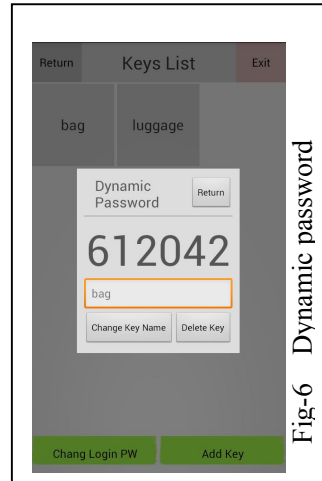 Return Keys List Exit
bag luggage
Dynamic
Password
Return
612042
bag
Change Key Name Delete Key
Chang Login PW Add Key
Fig-6 Dynamic password